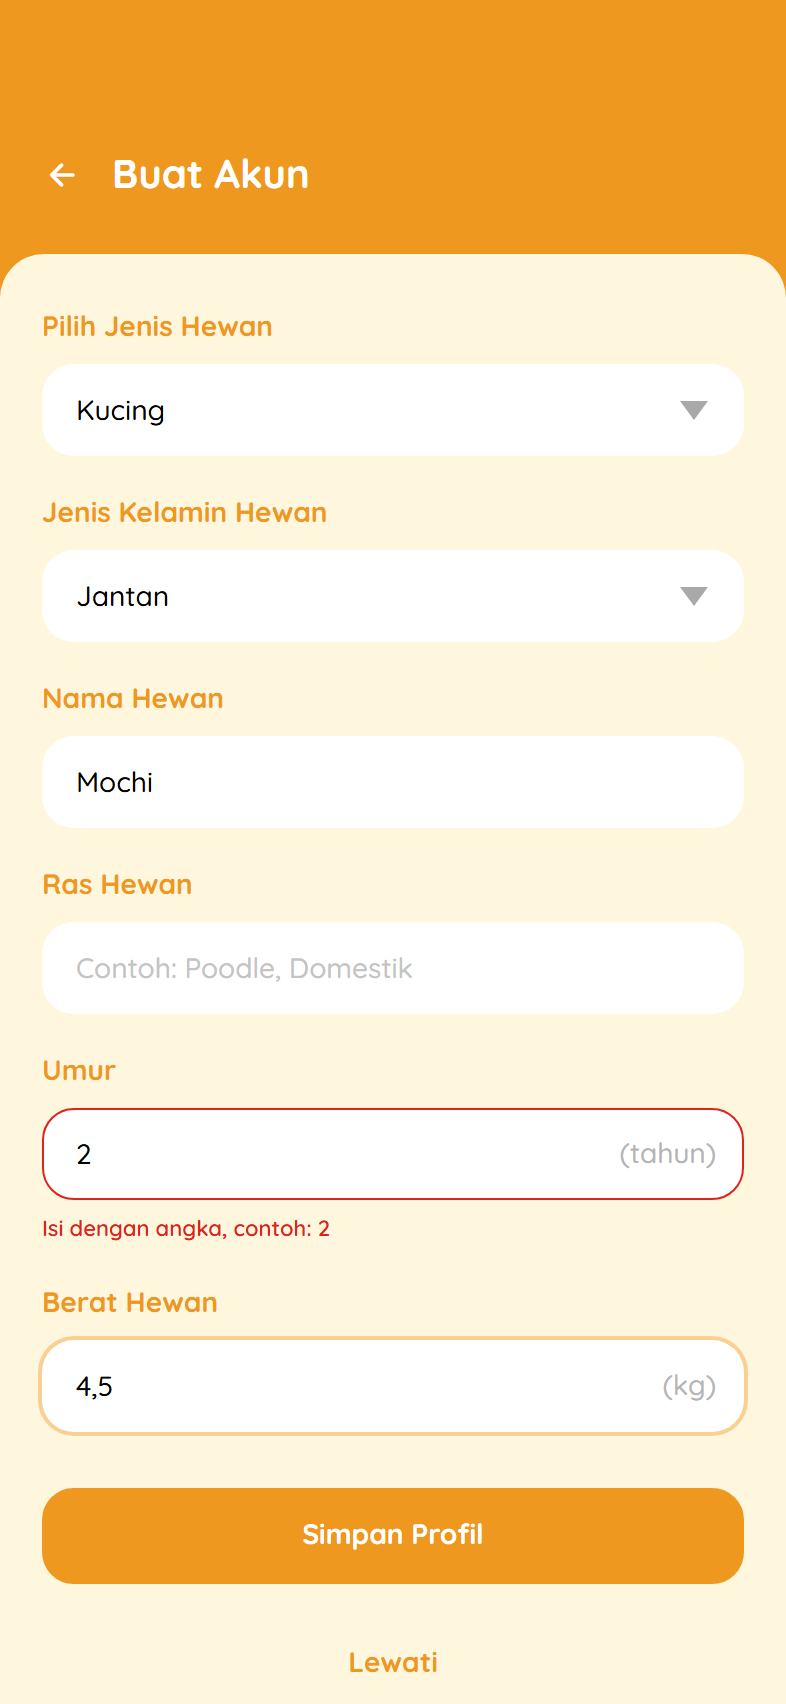 Buat Akun
Pilih Jenis Hewan
Kucing
Jenis Kelamin Hewan
Jantan
Nama Hewan
Mochi
Ras Hewan
Contoh: Poodle, Domestik
Umur
2 (tahun)
Isi dengan angka, contoh: 2
Berat Hewan
4,5 (kg)
Simpan Profil
Lewati